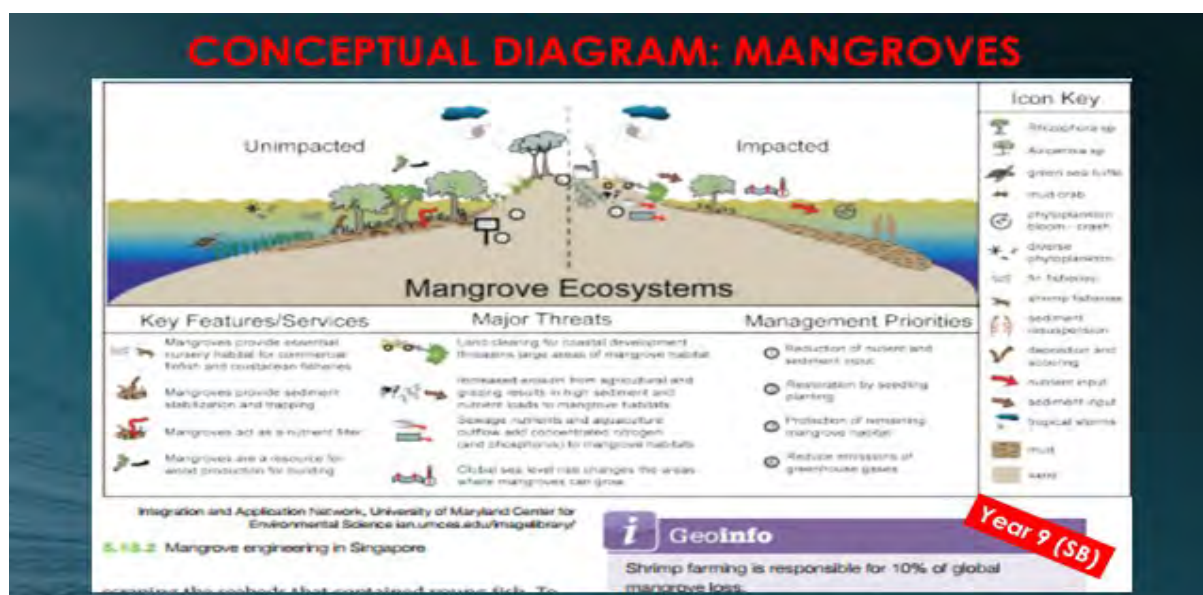 CONCEPTUAL DIAGRAM: MANGROVES
Unimpacted
Impacted
Mangrove Ecosystems
Icon Key
Rhizophora sp
Avicennia sp
green sea turtle
mud crab
phytoplankton
bloom - crash
diverse
phytoplankton
fin fisheries
shrimp fisheries
sediment
resuspension
deposition and
nutrient input
sediment input
tropical storms
mud
sand
Key Features/Services
Mangroves provide essential
nursery habitat for commercial
finfish and crustacean fisheries
Mangroves provide sediment
stabilization and trapping
Mangroves act as a nutrient filter
Mangroves are a resource for
wood production for building
Major Threats
Land clearing for coastal development
threatens large areas of mangrove habitat
Increased erosion from agricultural and
grazing results in high sediment and
nutrient loads to mangrove habitats
Sewage nutrients and aquaculture
outflow add concentrated nitrogen
(and phosphorus) to mangrove habitats
Global sea level rise changes the areas
where mangroves can grow
Management Priorities
Reduction of nutrient and
sediment input
Restoration by seedling
planting
Protection of remaining
mangrove habitat
Reduce emissions of
greenhouse gases
Integration and Application Network, University of Maryland Center for
Environmental Science ian.umces.edu/imagelibrary/
5.18.2 Mangrove engineering in Singapore
i Geoinfo
Year 9 (SB)
Shrimp farming is responsible for 10% of global
mangrove loss.